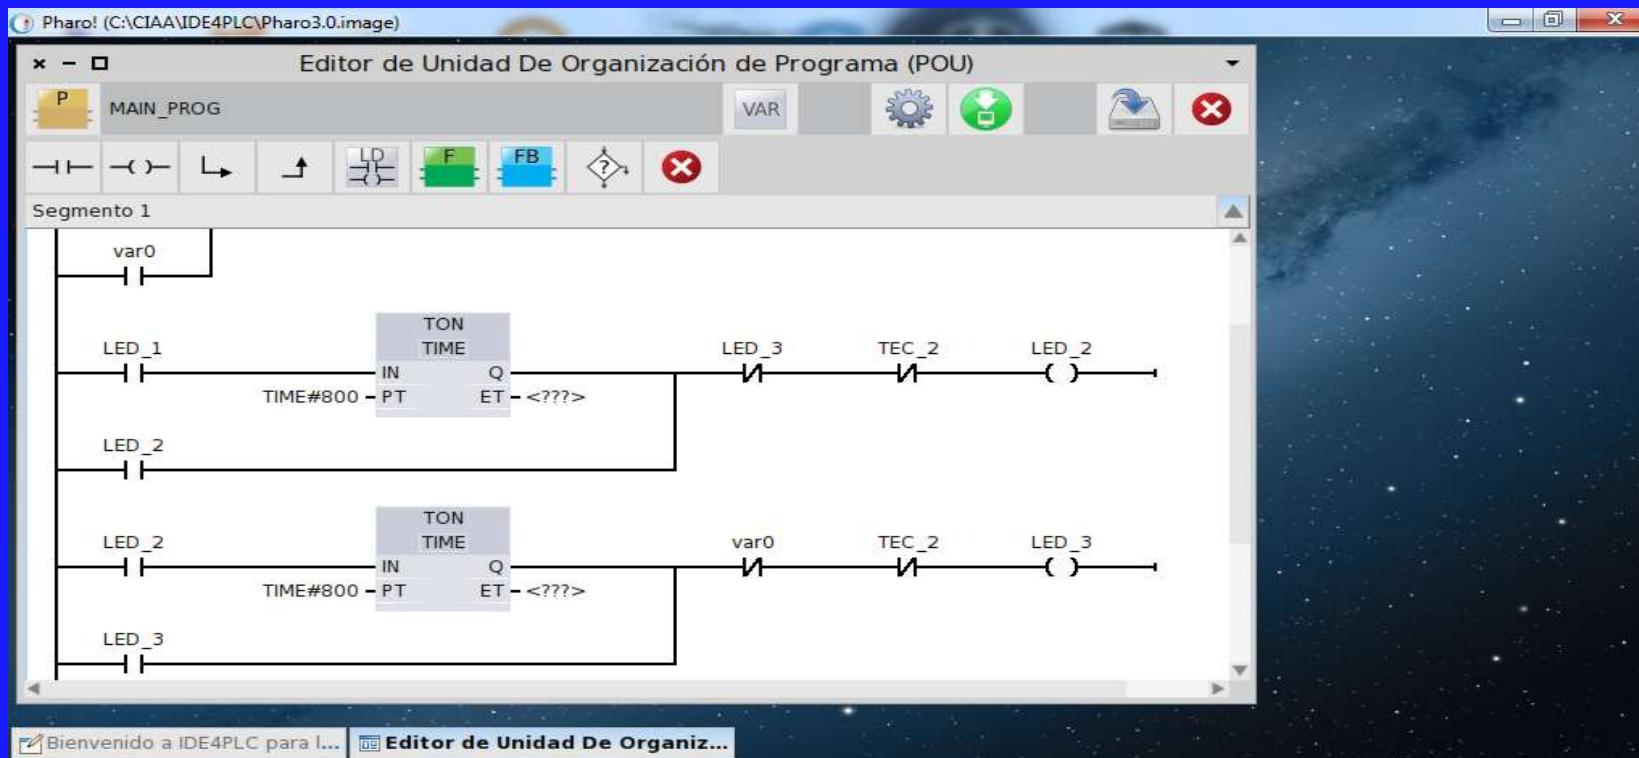 Pharo! (C:\CIAA\IDE4PLC\Pharo3.0.image)
Editor de Unidad De Organización de Programa (POU)
P
MAIN_PROG
VAR
LD
F
FB
?
Segmento 1
var0
TON
LED_1
TIME
LED_3
TEC_2
LED_2
IN
Q
TIME#800
PT
ET
<???>
LED_2
TON
LED_2
TIME
var0
TEC_2
LED_3
IN
Q
TIME#800
PT
ET
<???>
LED_3
Bienvenido a IDE4PLC para l...
Editor de Unidad De Organiz...